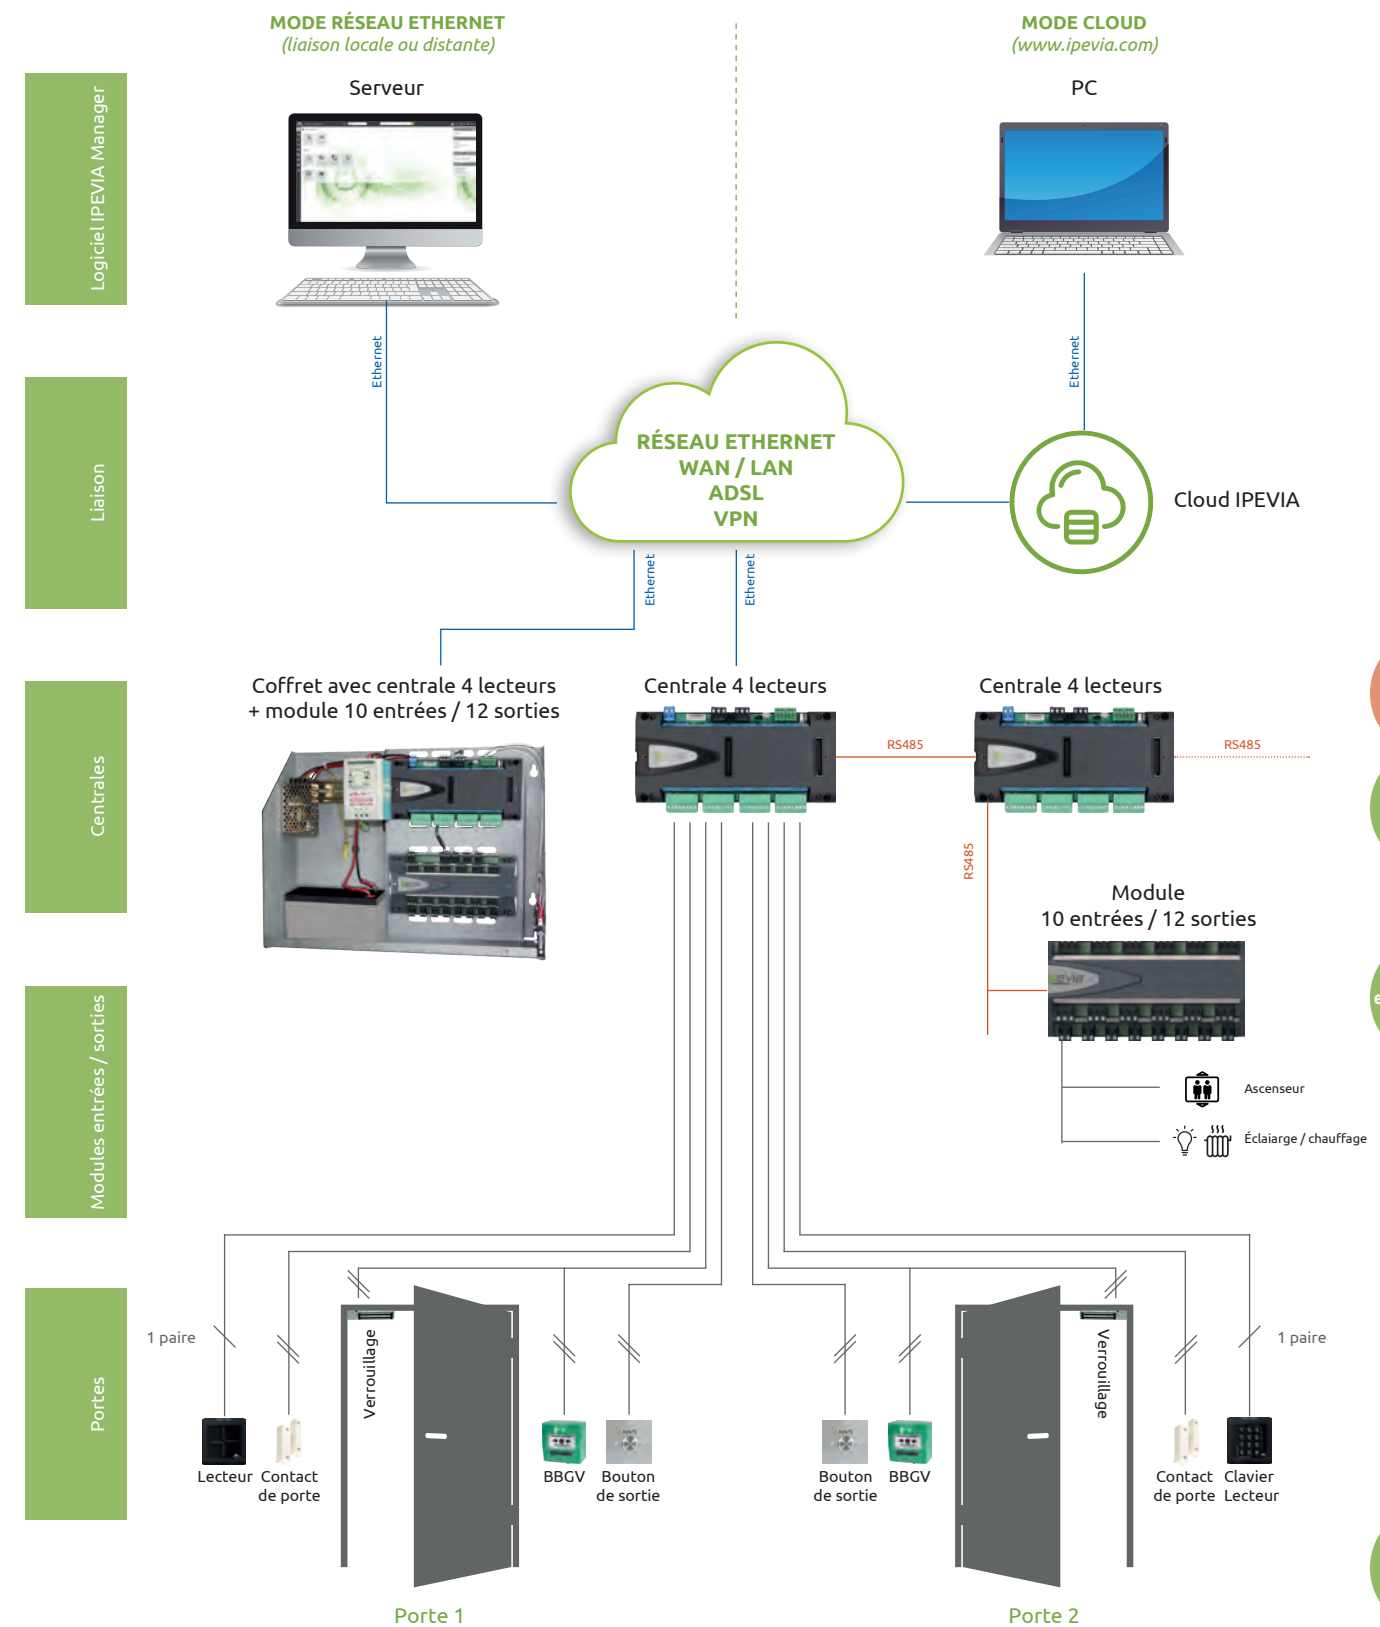 MODE RÉSEAU ETHERNET
(liaison locale ou distante)
MODE CLOUD
(www.ipevia.com)
Logiciel IPEVIA Manager
Serveur
PC
Ethernet
Ethernet
Liaison
RÉSEAU ETHERNET
WAN / LAN
ADSL
VPN
Cloud IPEVIA
Ethernet
Ethernet
Centrales
Coffret avec centrale 4 lecteurs
+ module 10 entrées / 12 sorties
Centrale 4 lecteurs
Centrale 4 lecteurs
RS485
RS485
RS485
Module
10 entrées / 12 sorties
Modules entrées / sorties
Ascenseur
Éclaiarge / chauffage
Portes
1 paire
Verrouillage
Verrouillage
1 paire
Lecteur
Contact
de porte
BBGV
Bouton
de sortie
Bouton
de sortie
BBGV
Contact
de porte
Clavier
Lecteur
Porte 1
Porte 2